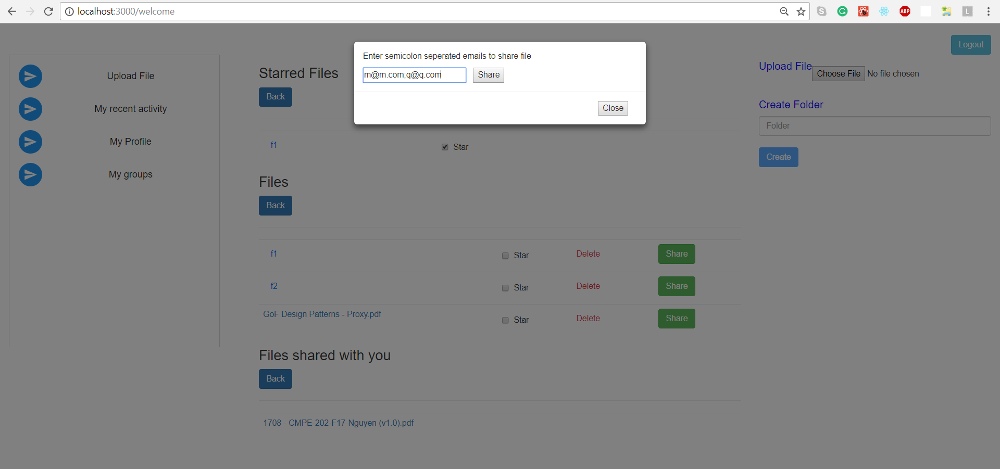 localhost:3000/welcome
S
G
ABP
L
Logout
Enter semicolon seperated emails to share file
m@m.com;q@q.com Share
Close
Upload File
My recent activity
My Profile
My groups
Starred Files
Back
f1 Star
Files
Back
f1 Star Delete Share
f2 Star Delete Share
GoF Design Patterns - Proxy.pdf Star Delete Share
Files shared with you
Back
1708 - CMPE-202-F17-Nguyen (v1.0).pdf
Upload File Choose File No file chosen
Create Folder
Folder
Create